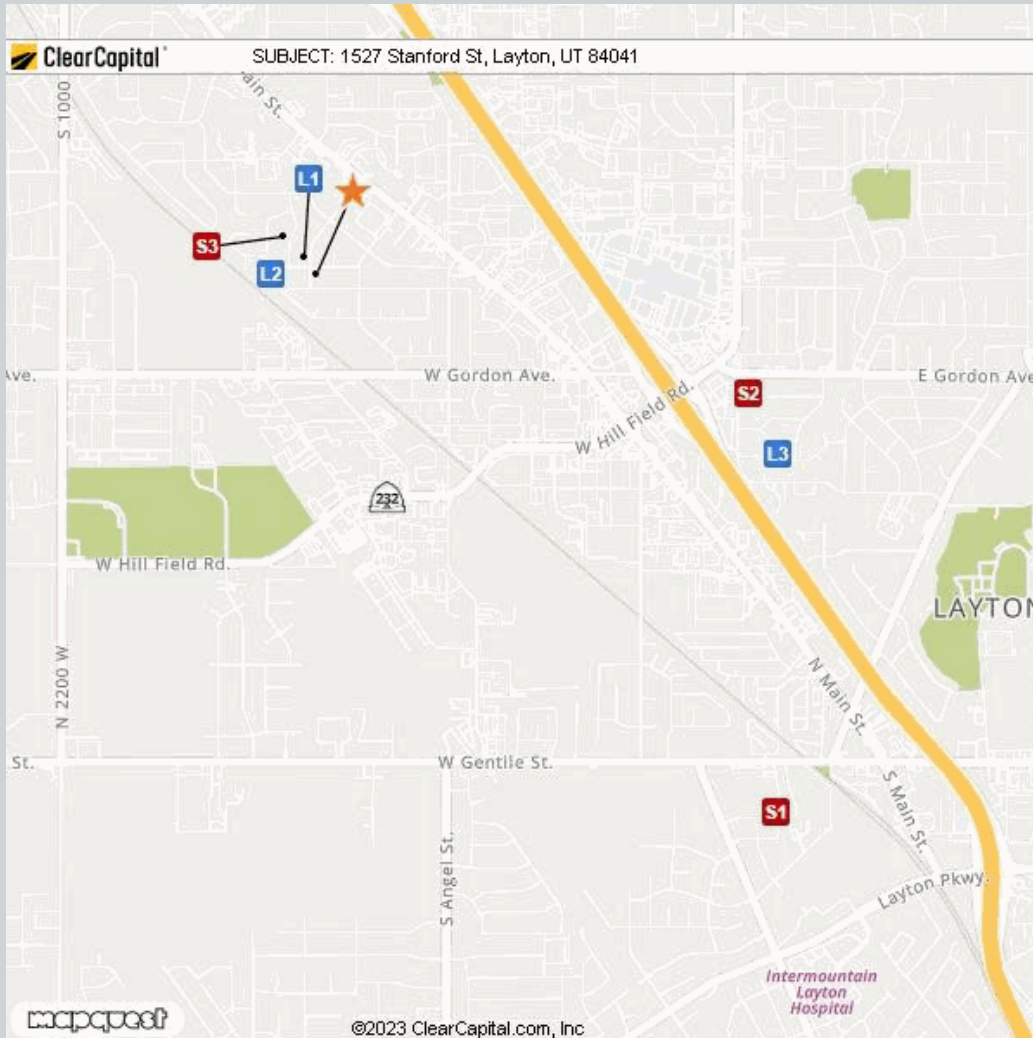 ClearCapital
SUBJECT: 1527 Stanford St, Layton, UT 84041
S 1000
ain St.
L1
S3
L2
Ave.
W Gordon Ave.
E Gordon Ave
S2
W Hill Field Rd.
L3
232
W Hill Field Rd.
LAYTON
N 2200 W
N Main St.
St.
W Gentile St.
S Main St.
S1
S Angel St.
Layton Pkwy.
Intermountain
Layton
Hospital
mapquest
©2023 ClearCapital.com, Inc